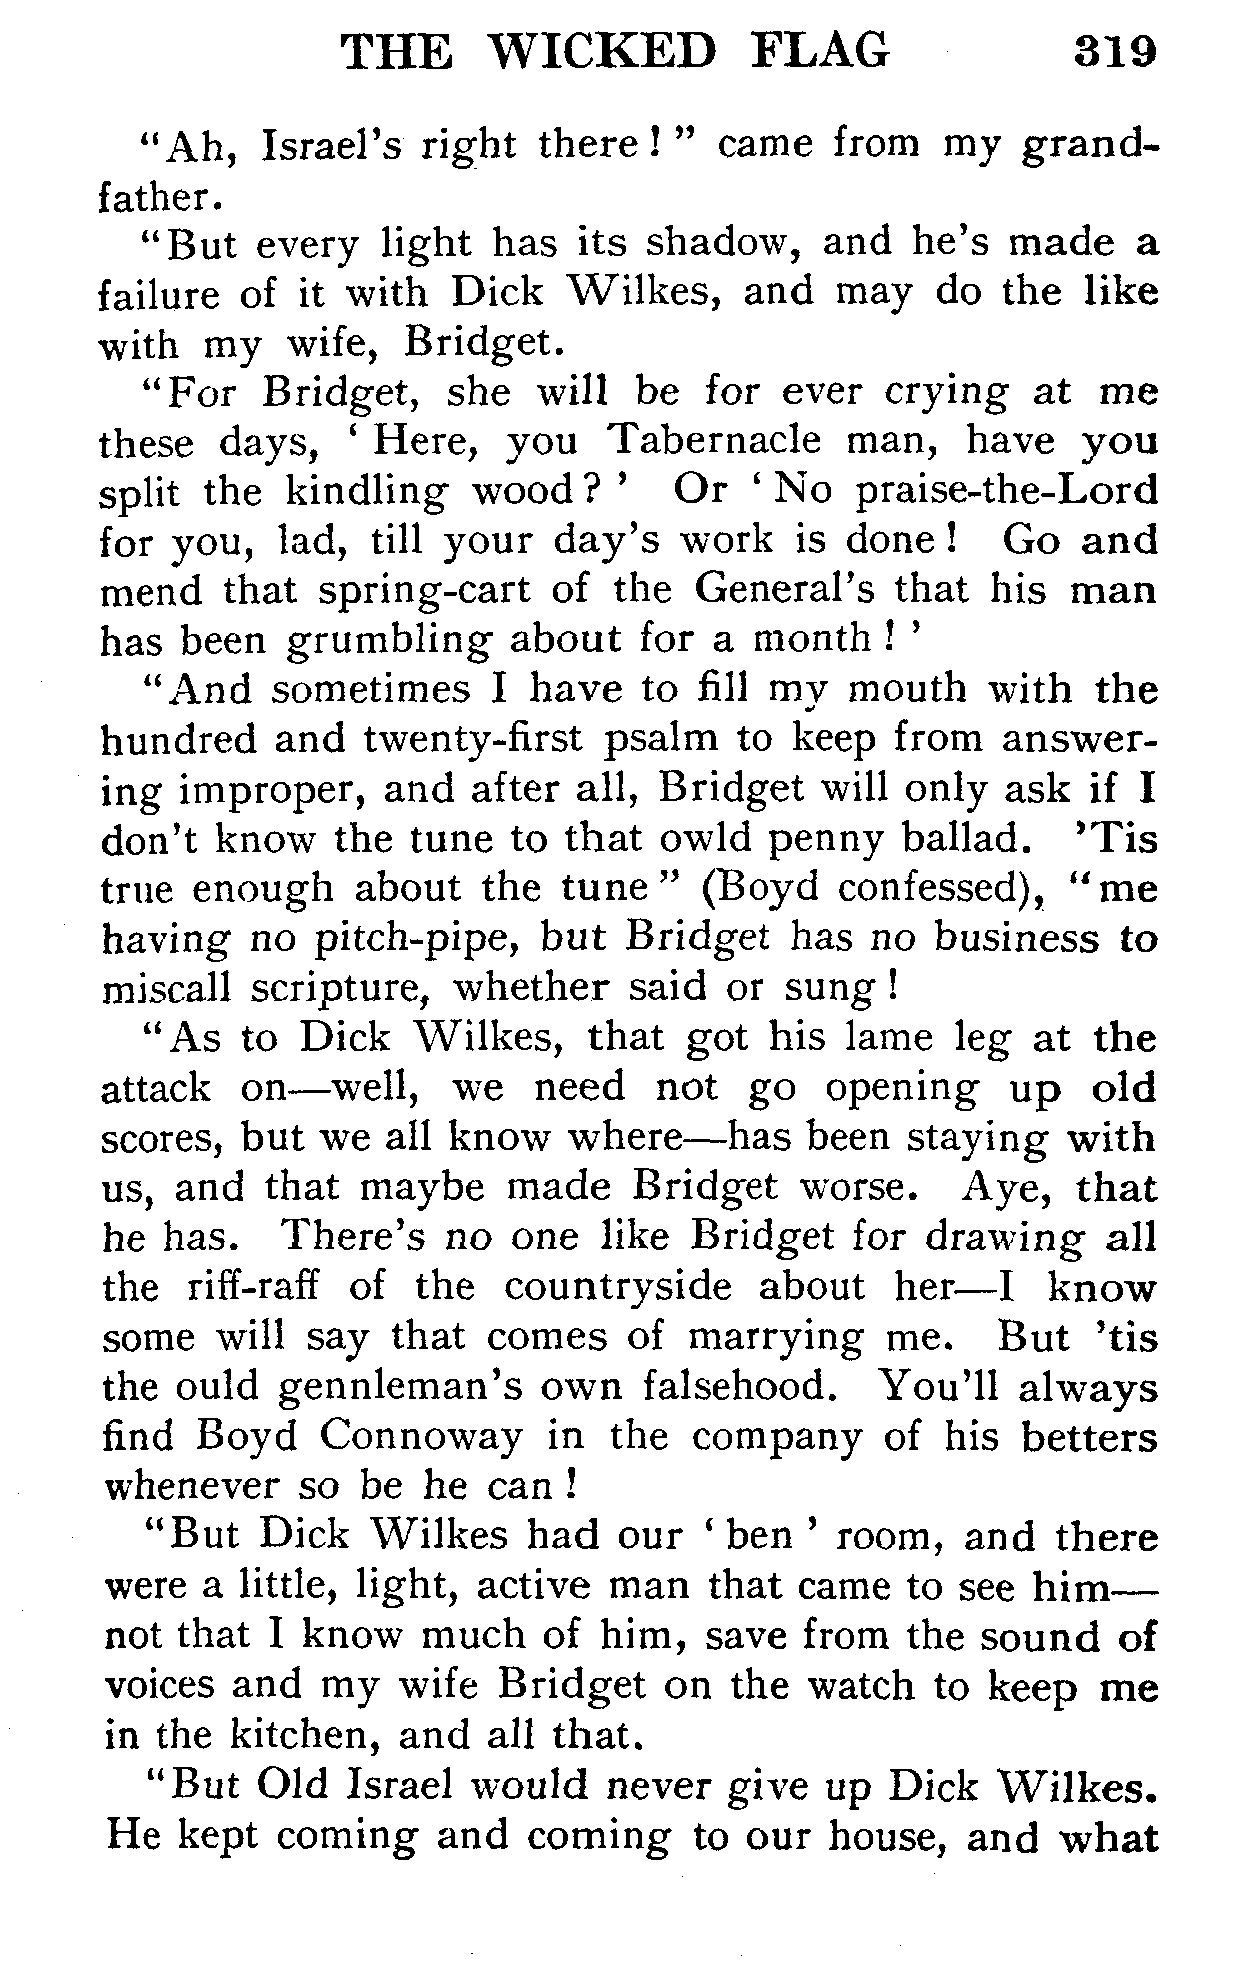 THE WICKED FLAG 319
"Ah, Israel's right there!" came from my grand-
father.
"But every light has its shadow, and he's made a
failure of it with Dick Wilkes, and may do the like
with my wife, Bridget.
"For Bridget, she will be for ever crying at me
these days, 'Here, you Tabernacle man, have you
split the kindling wood?' Or 'No praise-the-Lord
for you, lad, till your day's work is done! Go and
mend that spring-cart of the General's that his man
has been grumbling about for a month!'
"And sometimes I have to fill my mouth with the
hundred and twenty-first psalm to keep from answer-
ing improper, and after all, Bridget will only ask if I
don't know the tune to that owld penny ballad. 'Tis
true enough about the tune" (Boyd confessed), "me
having no pitch-pipe, but Bridget has no business to
miscall scripture, whether said or sung!
"As to Dick Wilkes, that got his lame leg at the
attack on—well, we need not go opening up old
scores, but we all know where—has been staying with
us, and that maybe made Bridget worse. Aye, that
he has. There's no one like Bridget for drawing all
the riff-raff of the countryside about her—I know
some will say that comes of marrying me. But 'tis
the ould gennleman's own falsehood. You'll always
find Boyd Connoway in the company of his betters
whenever so be he can!
"But Dick Wilkes had our 'ben' room, and there
were a little, light, active man that came to see him—
not that I know much of him, save from the sound of
voices and my wife Bridget on the watch to keep me
in the kitchen, and all that.
"But Old Israel would never give up Dick Wilkes.
He kept coming and coming to our house, and what